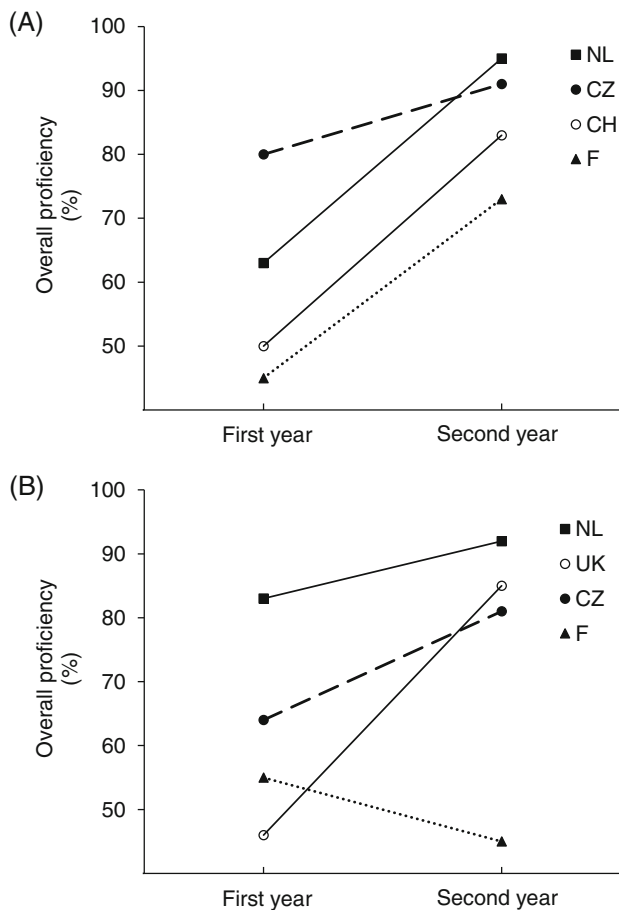 (A)
100
90
80
70
60
50
Overall proficiency
(%)
First year
Second year
NL
CZ
CH
F
(B)
100
90
80
70
60
50
Overall proficiency
(%)
First year
Second year
NL
UK
CZ
F